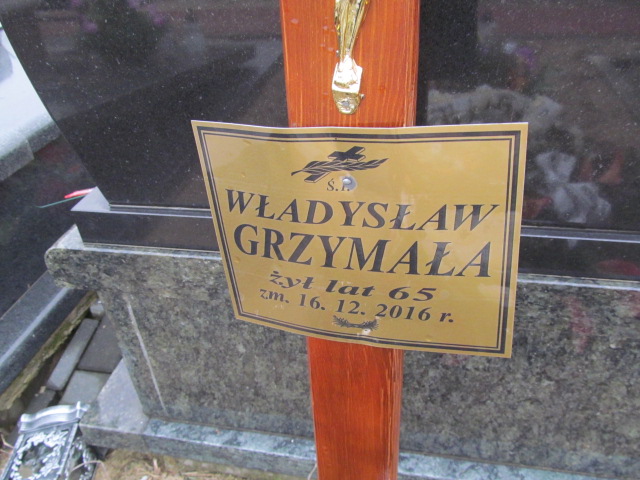 Ś.P.
WŁADYSŁAW
GRZYMAŁA
żył lat 65
zm. 16. 12. 2016 r.